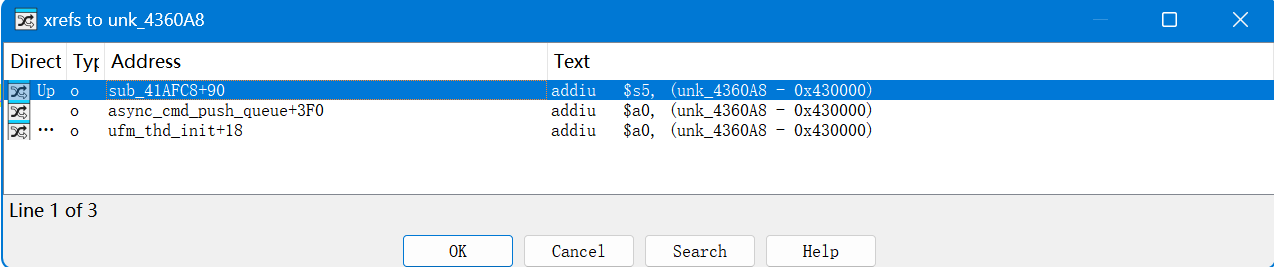 xrefs to unk_4360A8
Direct Typ Address Text
Up o sub_41AFC8+90 addiu $s5, (unk_4360A8 - 0x430000)
o async_cmd_push_queue+3F0 addiu $a0, (unk_4360A8 - 0x430000)
... o ufm_thd_init+18 addiu $a0, (unk_4360A8 - 0x430000)
Line 1 of 3
OK Cancel Search Help